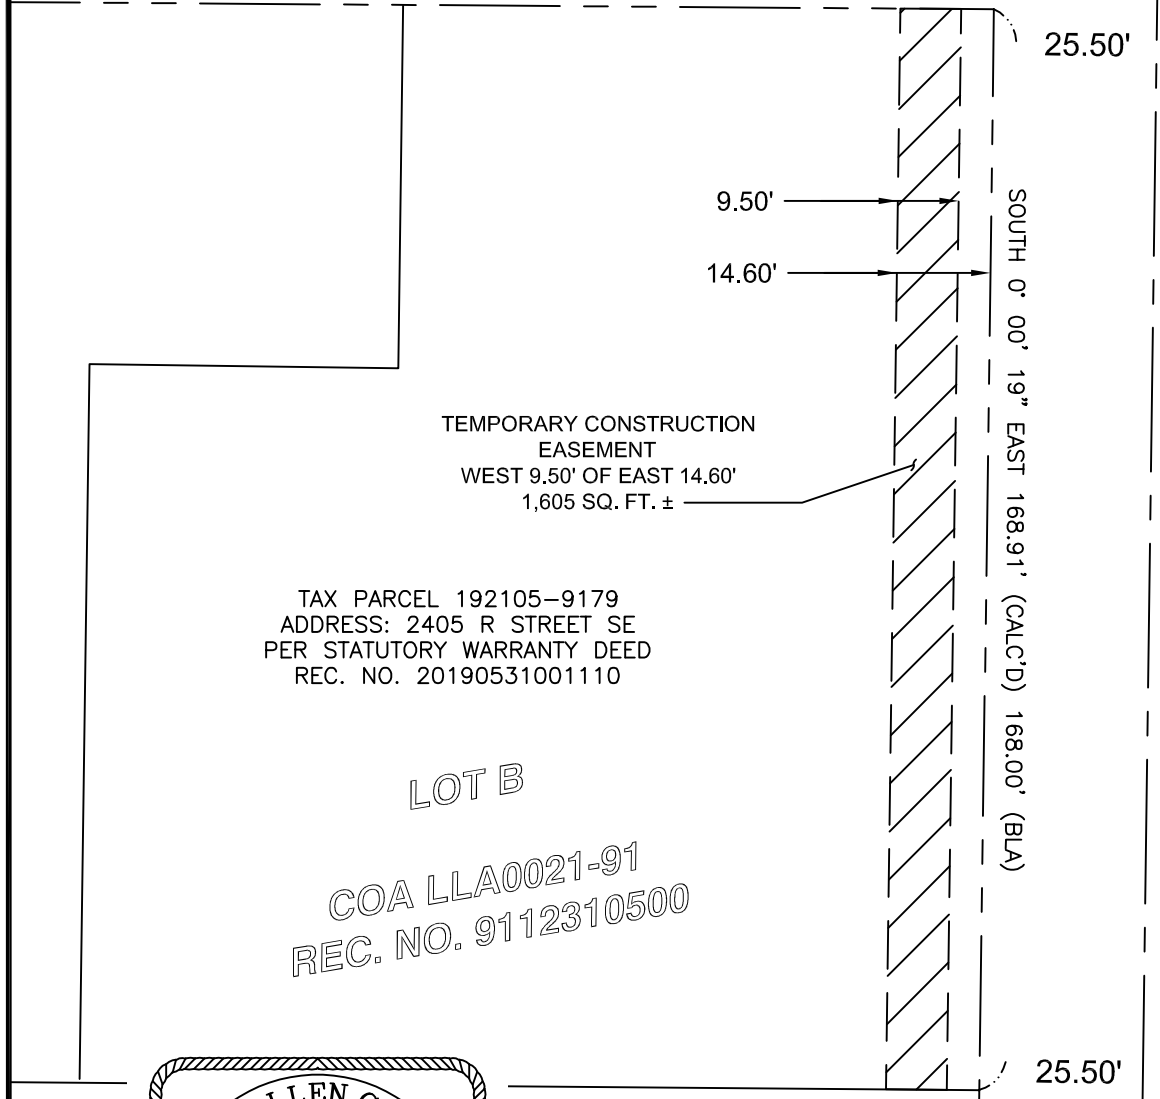 25.50'
9.50'
14.60'
SOUTH 0° 00' 19" EAST 168.91' (CALC'D) 168.00' (BLA)
TEMPORARY CONSTRUCTION
EASEMENT
WEST 9.50' OF EAST 14.60'
1,605 SQ. FT. ±
TAX PARCEL 192105-9179
ADDRESS: 2405 R STREET SE
PER STATUTORY WARRANTY DEED
REC. NO. 20190531001110
LOT B
COA LLA0021-91
REC. NO. 9112310500
25.50'